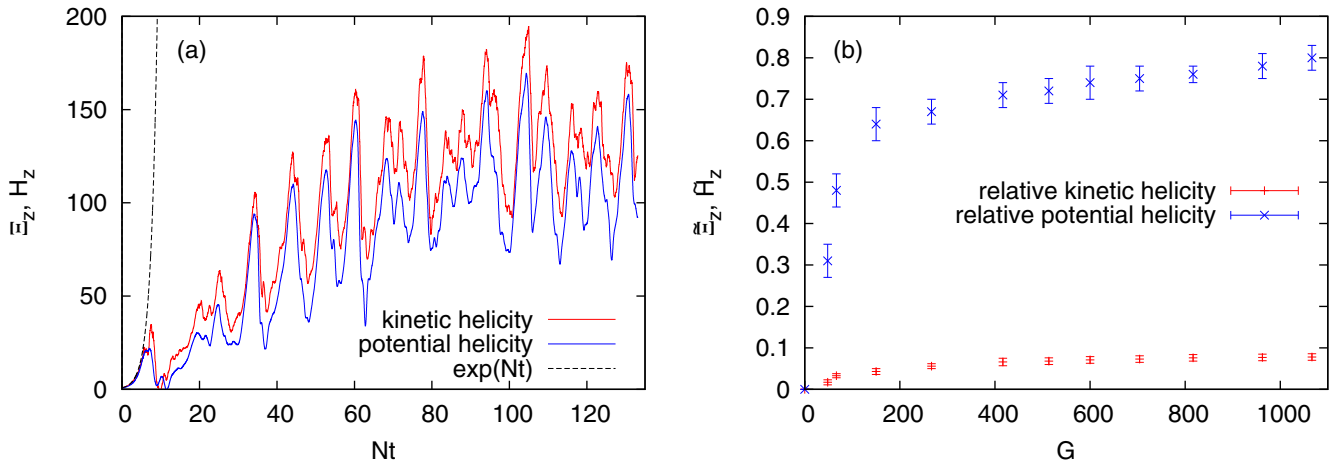 (a)
200
150
100
50
0
Ξz, Hz
0 20 40 60 80 100 120
Nt
kinetic helicity
potential helicity
exp(Nt)
(b)
0.9
0.8
0.7
0.6
0.5
0.4
0.3
0.2
0.1
0
Ξ̃z, H̃z
0 200 400 600 800 1000
G
relative kinetic helicity
relative potential helicity